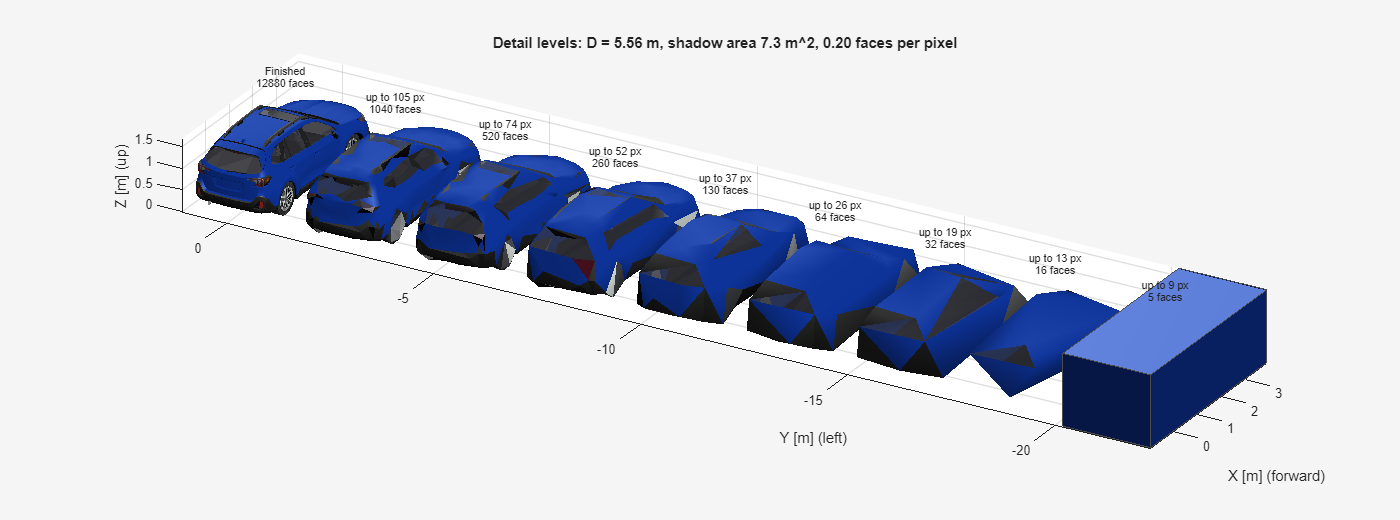 Detail levels: D = 5.56 m, shadow area 7.3 m^2, 0.20 faces per pixel
Finished
12880 faces
up to 105 px
1040 faces
up to 74 px
520 faces
up to 52 px
260 faces
up to 37 px
130 faces
up to 26 px
64 faces
up to 19 px
32 faces
up to 13 px
16 faces
up to 9 px
5 faces
1.5
1
0.5
0
Z [m] (up)
0
-5
-10
-15
-20
Y [m] (left)
3
2
1
0
X [m] (forward)